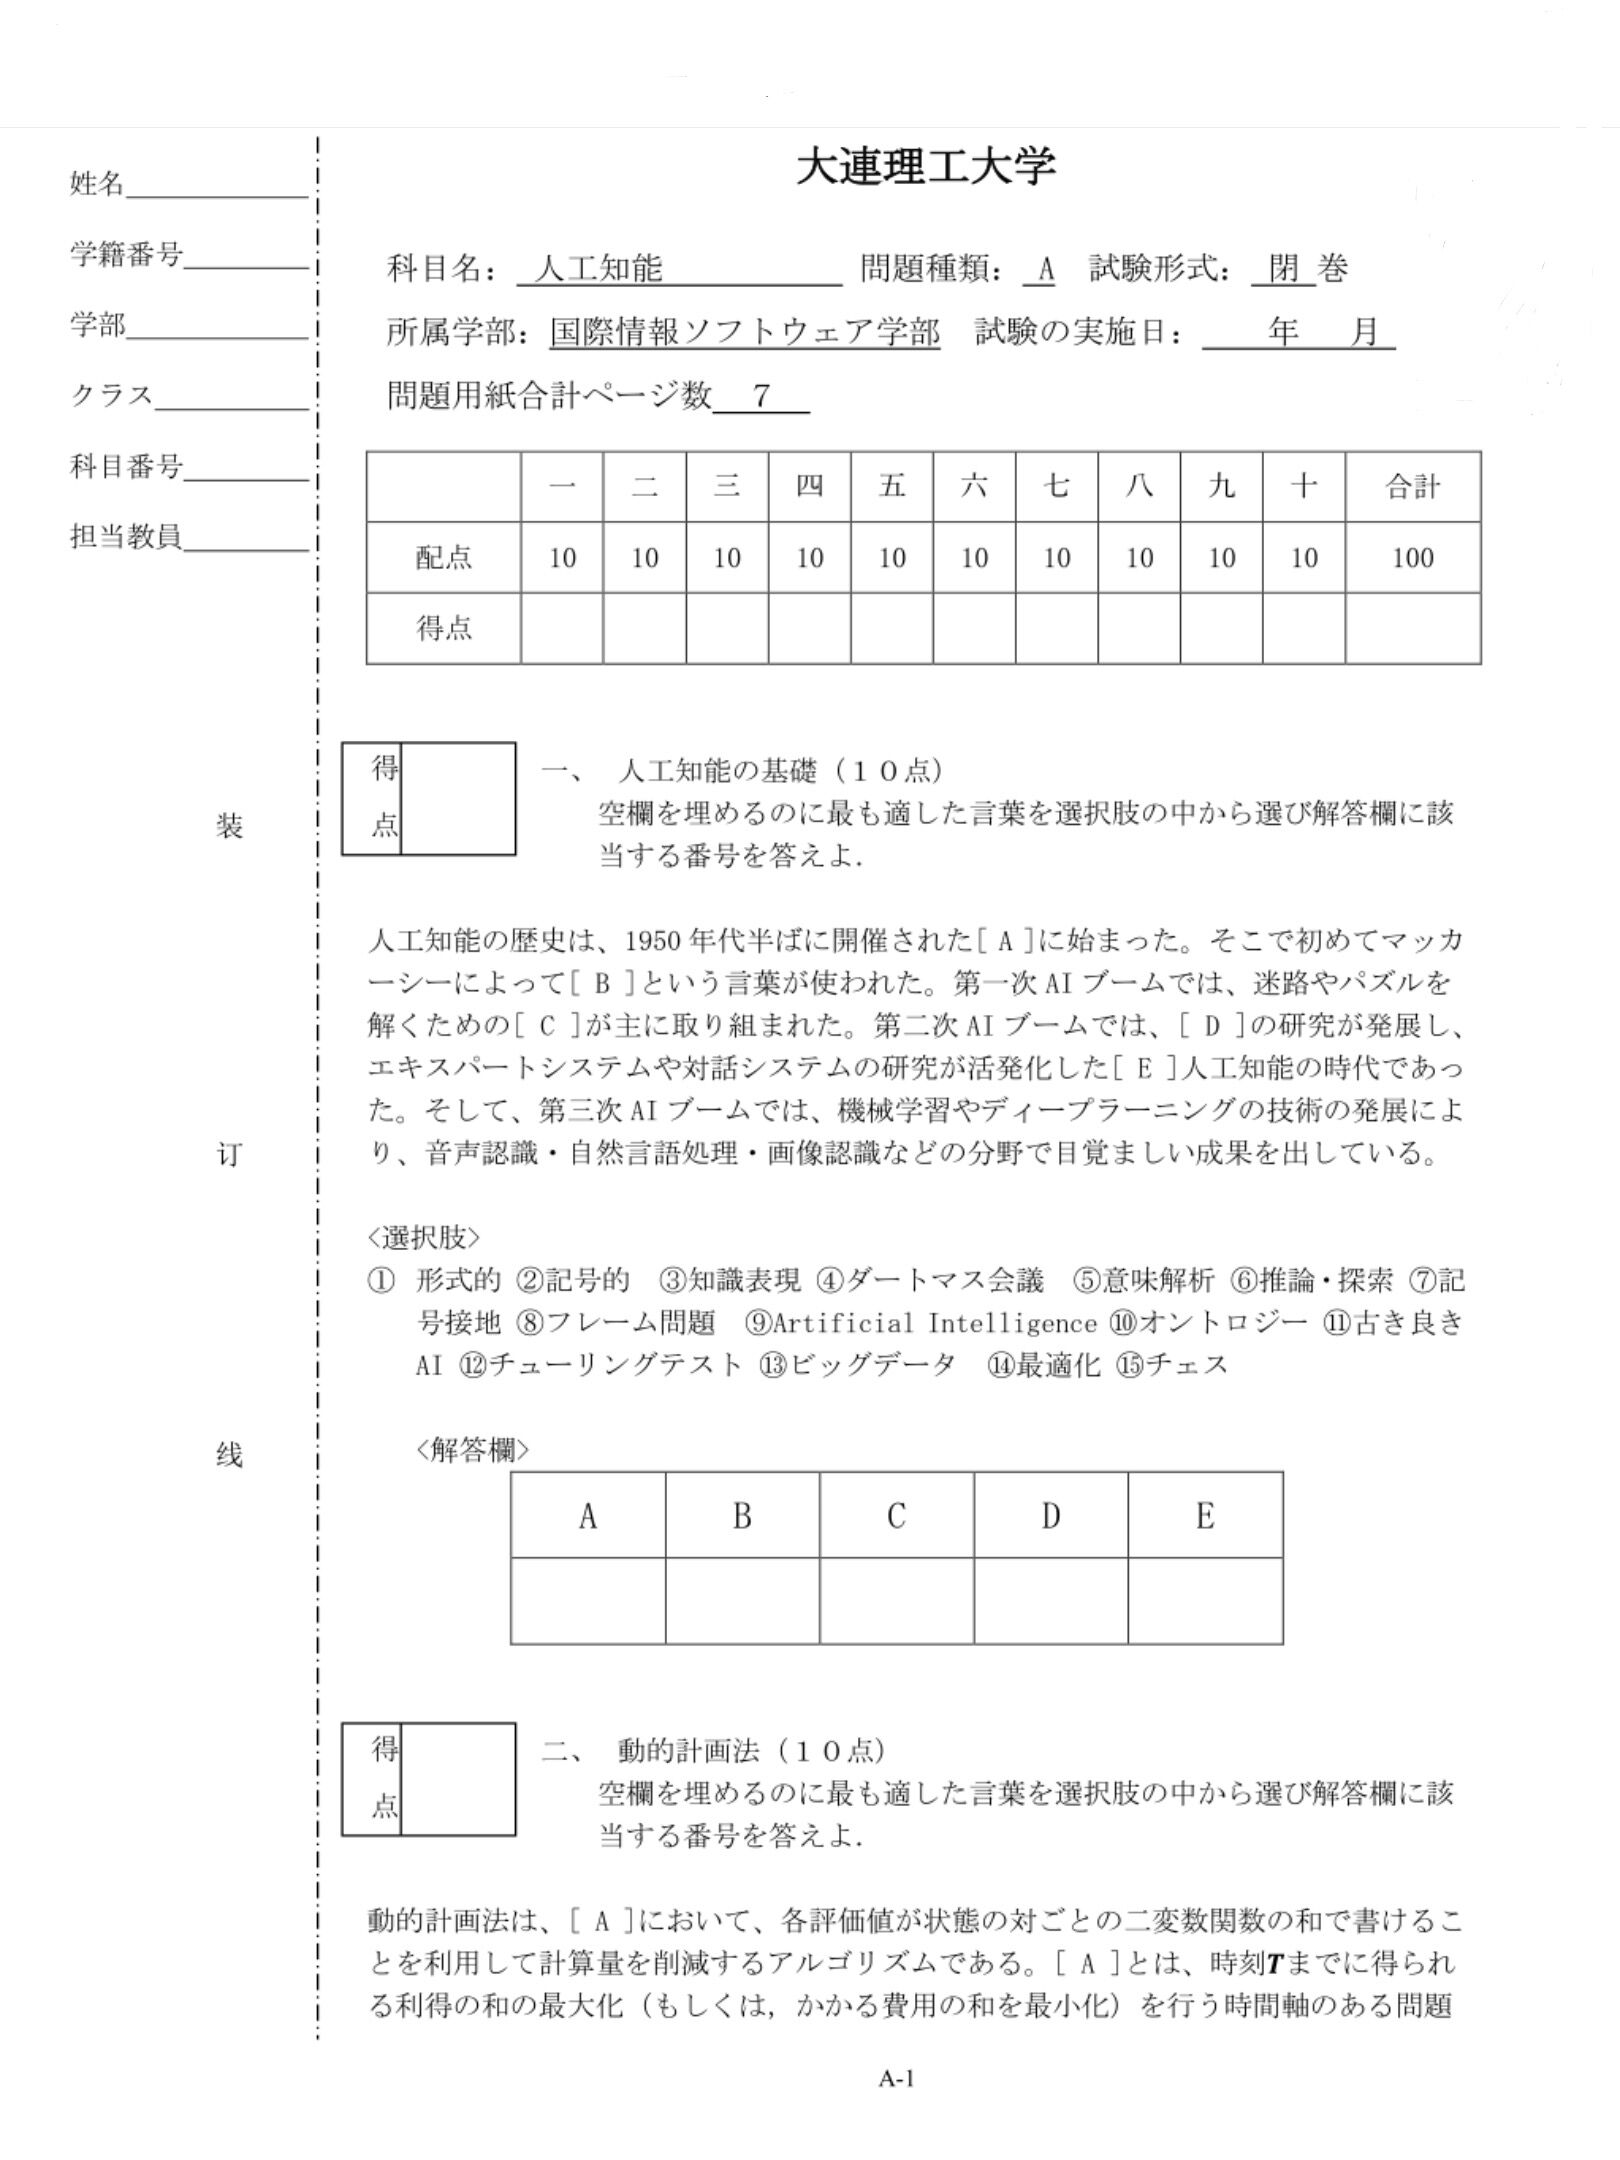 大連理工大学
姓名
学籍番号
学部
クラス
科目番号
担当教員
科目名： 人工知能 問題種類： A 試験形式： 閉 巻
所属学部：国際情報ソフトウェア学部 試験の実施日： 年 月
問題用紙合計ページ数 7
一 二 三 四 五 六 七 八 九 十 合計
配点 10 10 10 10 10 10 10 10 10 10 100
得点
装
订
线
得
点
一、 人工知能の基礎（１０点）
空欄を埋めるのに最も適した言葉を選択肢の中から選び解答欄に該
当する番号を答えよ．
人工知能の歴史は、1950 年代半ばに開催された[ A ]に始まった。そこで初めてマッカ
ーシーによって[ B ]という言葉が使われた。第一次 AI ブームでは、迷路やパズルを
解くための[ C ]が主に取り組まれた。第二次 AI ブームでは、[ D ]の研究が発展し、
エキスパートシステムや対話システムの研究が活発化した[ E ]人工知能の時代であっ
た。そして、第三次 AI ブームでは、機械学習やディープラーニングの技術の発展によ
り、音声認識・自然言語処理・画像認識などの分野で目覚ましい成果を出している。
<選択肢>
① 形式的 ②記号的 ③知識表現 ④ダートマス会議 ⑤意味解析 ⑥推論・探索 ⑦記
号接地 ⑧フレーム問題 ⑨Artificial Intelligence ⑩オントロジー ⑪古き良き
AI ⑫チューリングテスト ⑬ビッグデータ ⑭最適化 ⑮チェス
<解答欄>
A B C D E
得
点
二、 動的計画法（１０点）
空欄を埋めるのに最も適した言葉を選択肢の中から選び解答欄に該
当する番号を答えよ．
動的計画法は、[ A ]において、各評価値が状態の対ごとの二変数関数の和で書けるこ
とを利用して計算量を削減するアルゴリズムである。[ A ]とは、時刻Tまでに得られ
る利得の和の最大化（もしくは，かかる費用の和を最小化）を行う時間軸のある問題
A-1